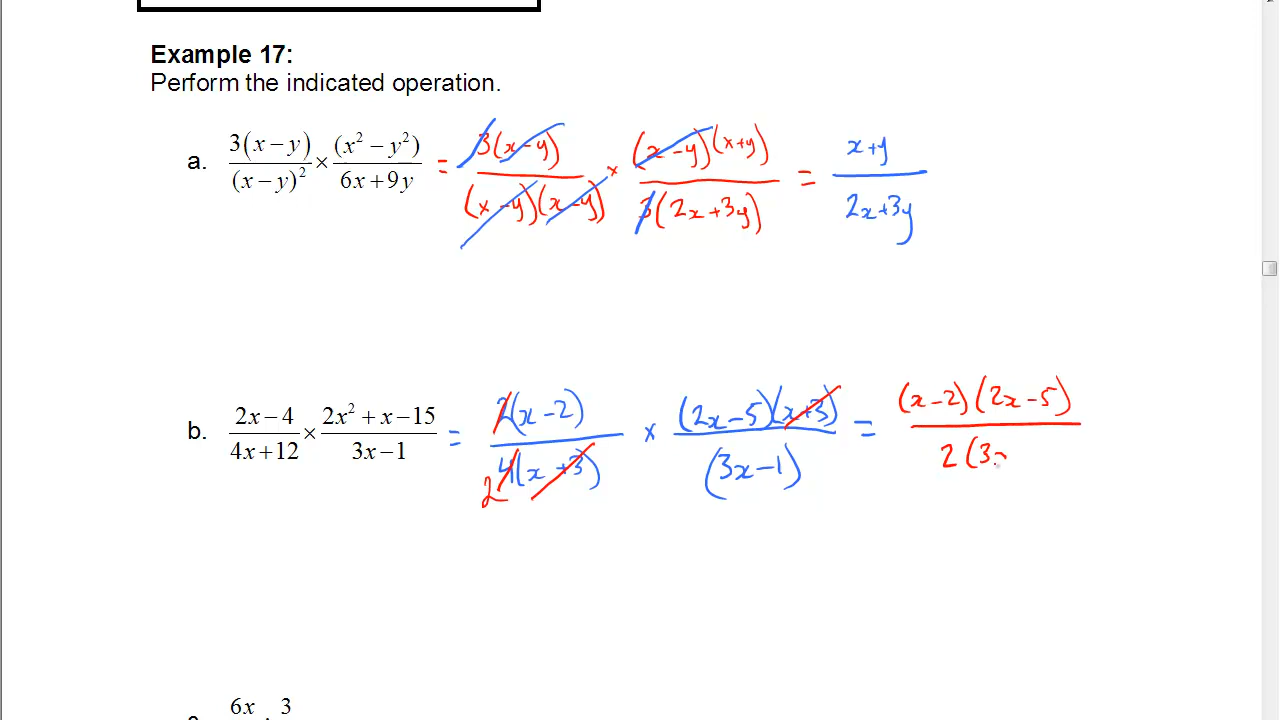 Example 17:
Perform the indicated operation.
a. 3(x − y)/(x − y)² × (x² − y²)/6x + 9y = 3(x − y)/(x − y)(x − y) × (x − y)(x + y)/3(2x + 3y) = x + y/2x + 3y
b. 2x − 4/4x + 12 × 2x² + x − 15/3x − 1 = 2(x − 2)/4(x + 3) 2 × (2x − 5)(x + 3)/(3x − 1) = (x − 2)(2x − 5)/2(3x
6x 3